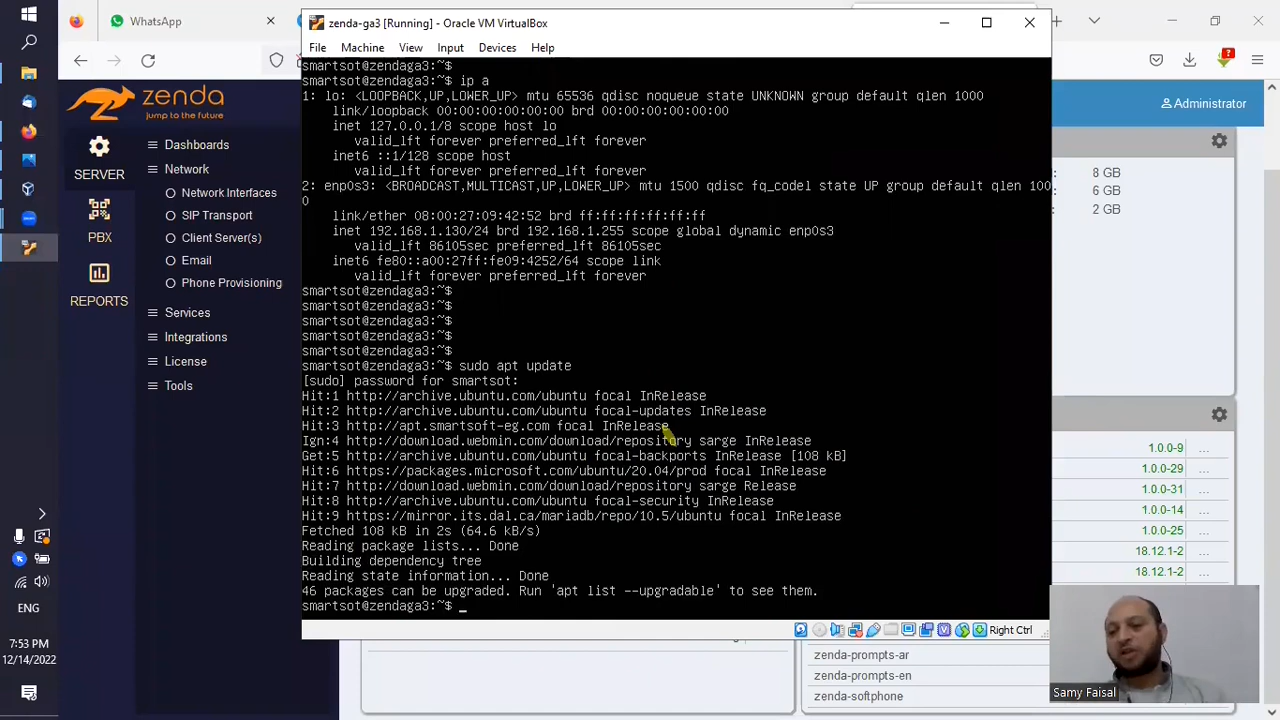 zenda-ga3 [Running] - Oracle VM VirtualBox
File Machine View Input Devices Help
WhatsApp
zenda
jump to the future
Administrator
SERVER
PBX
REPORTS
Dashboards
Network
Network Interfaces
SIP Transport
Client Server(s)
Email
Phone Provisioning
Services
Integrations
License
Tools
smartsot@zendaga3:~$
smartsot@zendaga3:~$ ip a
1: lo: <LOOPBACK,UP,LOWER_UP> mtu 65536 qdisc noqueue state UNKNOWN group default qlen 1000
link/loopback 00:00:00:00:00:00 brd 00:00:00:00:00:00
inet 127.0.0.1/8 scope host lo
valid_lft forever preferred_lft forever
inet6 ::1/128 scope host
valid_lft forever preferred_lft forever
2: enp0s3: <BROADCAST,MULTICAST,UP,LOWER_UP> mtu 1500 qdisc fq_codel state UP group default qlen 100
0
link/ether 08:00:27:09:42:52 brd ff:ff:ff:ff:ff:ff
inet 192.168.1.130/24 brd 192.168.1.255 scope global dynamic enp0s3
valid_lft 86105sec preferred_lft 86105sec
inet6 fe80::a00:27ff:fe09:4252/64 scope link
valid_lft forever preferred_lft forever
smartsot@zendaga3:~$
smartsot@zendaga3:~$
smartsot@zendaga3:~$
smartsot@zendaga3:~$
smartsot@zendaga3:~$
smartsot@zendaga3:~$ sudo apt update
[sudo] password for smartsot:
Hit:1 http://archive.ubuntu.com/ubuntu focal InRelease
Hit:2 http://archive.ubuntu.com/ubuntu focal-updates InRelease
Hit:3 http://apt.smartsoft-eg.com focal InRelease
Ign:4 http://download.webmin.com/download/repository sarge InRelease
Get:5 http://archive.ubuntu.com/ubuntu focal-backports InRelease [108 kB]
Hit:6 https://packages.microsoft.com/ubuntu/20.04/prod focal InRelease
Hit:7 http://download.webmin.com/download/repository sarge Release
Hit:8 http://archive.ubuntu.com/ubuntu focal-security InRelease
Hit:9 https://mirror.its.dal.ca/mariadb/repo/10.5/ubuntu focal InRelease
Fetched 108 kB in 2s (64.6 kB/s)
Reading package lists... Done
Building dependency tree
Reading state information... Done
46 packages can be upgraded. Run 'apt list --upgradable' to see them.
smartsot@zendaga3:~$ _
Right Ctrl
8 GB
6 GB
2 GB
1.0.0-9 ...
1.0.0-29 ...
1.0.0-31 ...
1.0.0-14 ...
1.0.0-25 ...
18.12.1-2 ...
18.12.1-2 ...
zenda-prompts-ar
zenda-prompts-en
zenda-softphone
Samy Faisal
ENG
7:53 PM
12/14/2022